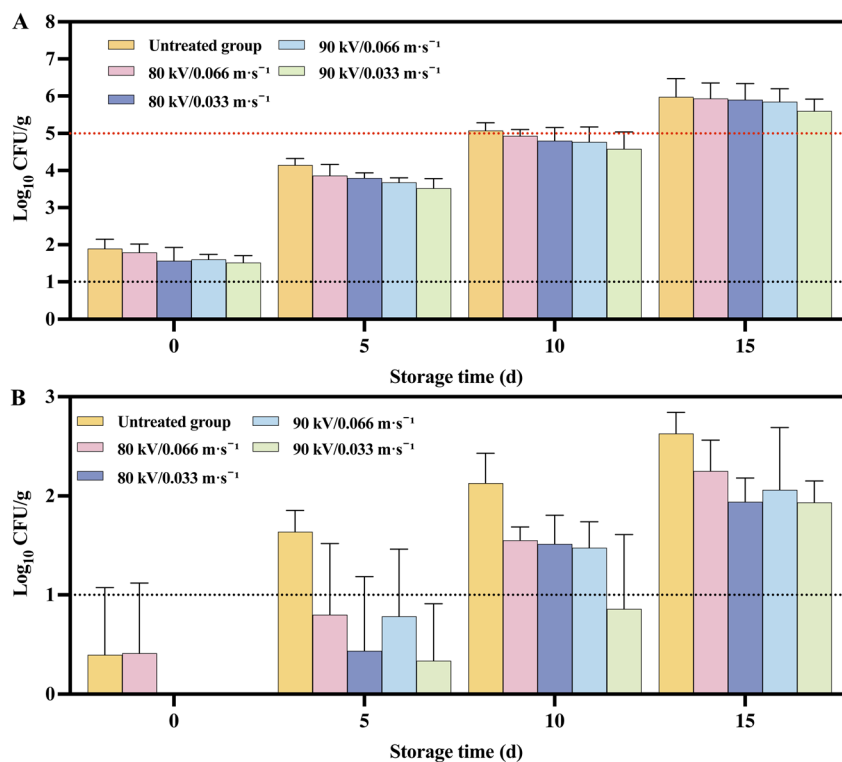 A
Untreated group
80 kV/0.066 m·s⁻¹
80 kV/0.033 m·s⁻¹
90 kV/0.066 m·s⁻¹
90 kV/0.033 m·s⁻¹
Log₁₀ CFU/g
8
7
6
5
4
3
2
1
0
0 5 10 15
Storage time (d)
B
Untreated group
80 kV/0.066 m·s⁻¹
80 kV/0.033 m·s⁻¹
90 kV/0.066 m·s⁻¹
90 kV/0.033 m·s⁻¹
Log₁₀ CFU/g
3
2
1
0
0 5 10 15
Storage time (d)